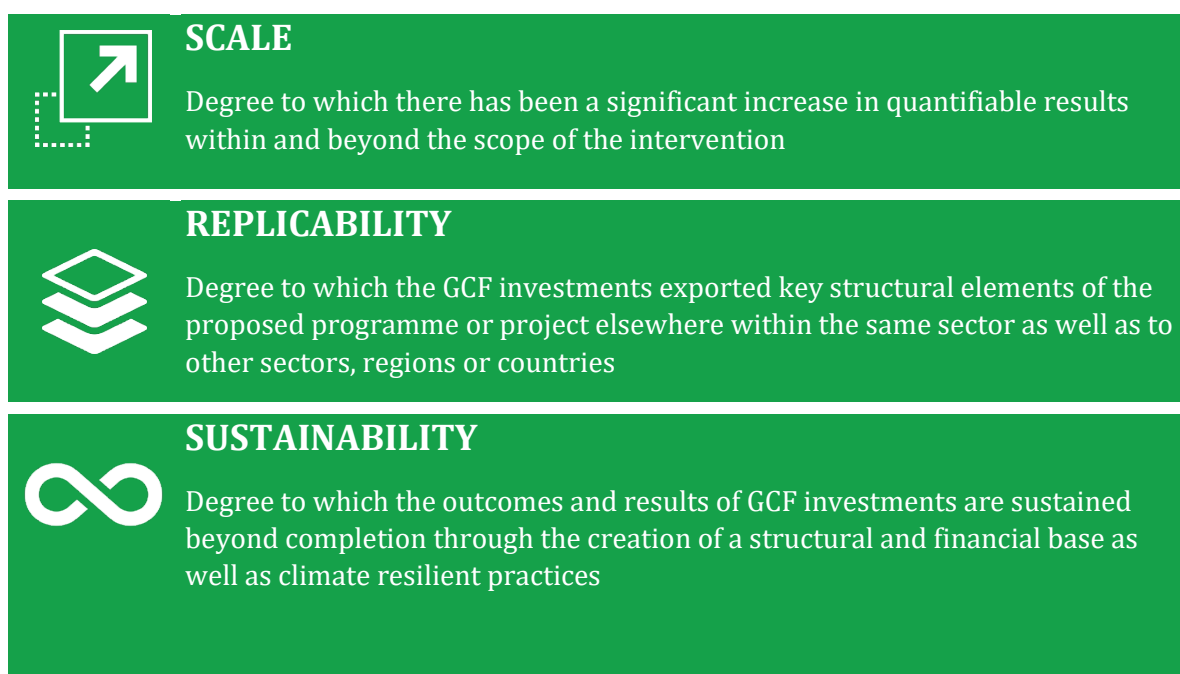 SCALE
Degree to which there has been a significant increase in quantifiable results
within and beyond the scope of the intervention
REPLICABILITY
Degree to which the GCF investments exported key structural elements of the
proposed programme or project elsewhere within the same sector as well as to
other sectors, regions or countries
SUSTAINABILITY
Degree to which the outcomes and results of GCF investments are sustained
beyond completion through the creation of a structural and financial base as
well as climate resilient practices